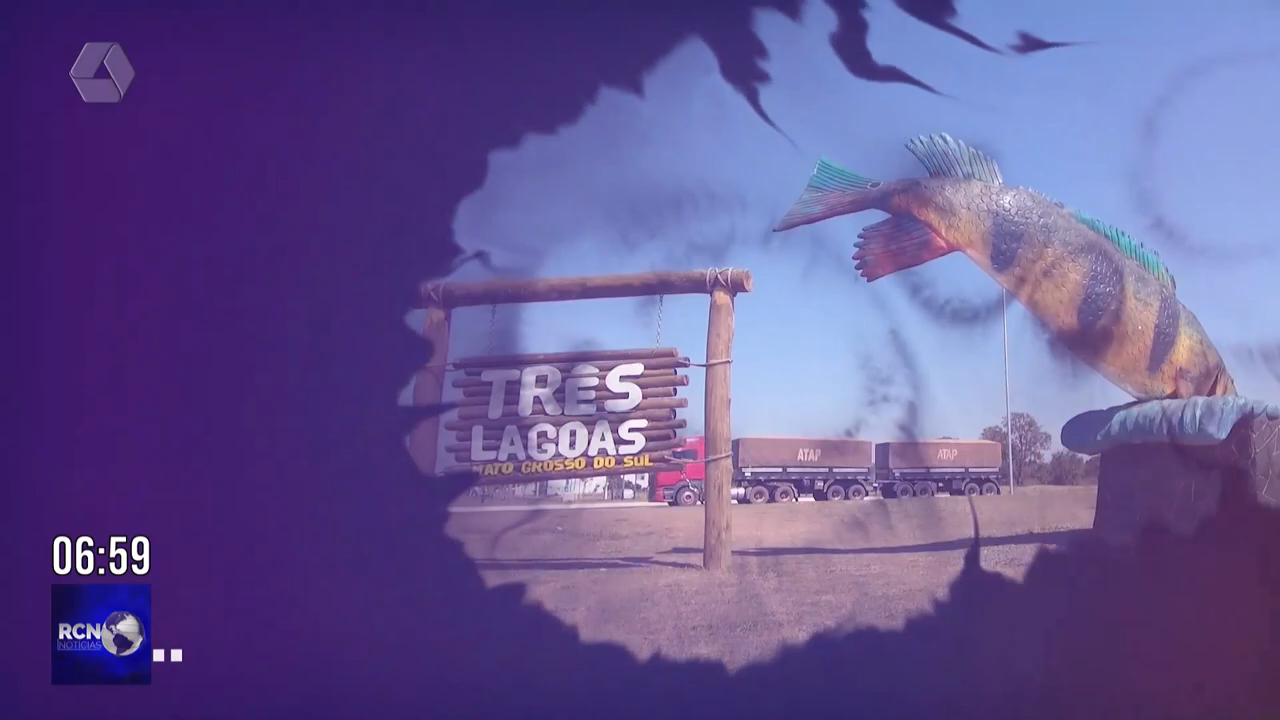 TRÊS
LAGOAS
MATO GROSSO DO SUL
ATAP
ATAP
06:59
RCN
NOTÍCIAS